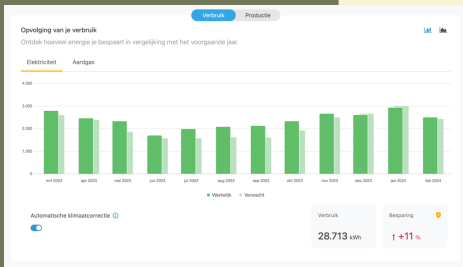 Verbruik Productie
Opvolging van je verbruik
Ontdek hoeveel energie je bespaart in vergelijking met het voorgaande jaar.
Elektriciteit Aardgas
4.000
3.000
2.000
1.000
0
mrt 2023 apr 2023 mei 2023 jun 2023 jul 2023 aug 2023 sep 2023 okt 2023 nov 2023 dec 2023 jan 2024 feb 2024
Werkelijk Verwacht
Automatische klimaatcorrectie
Verbruik Besparing
28.713 kWh ↑ +11 %